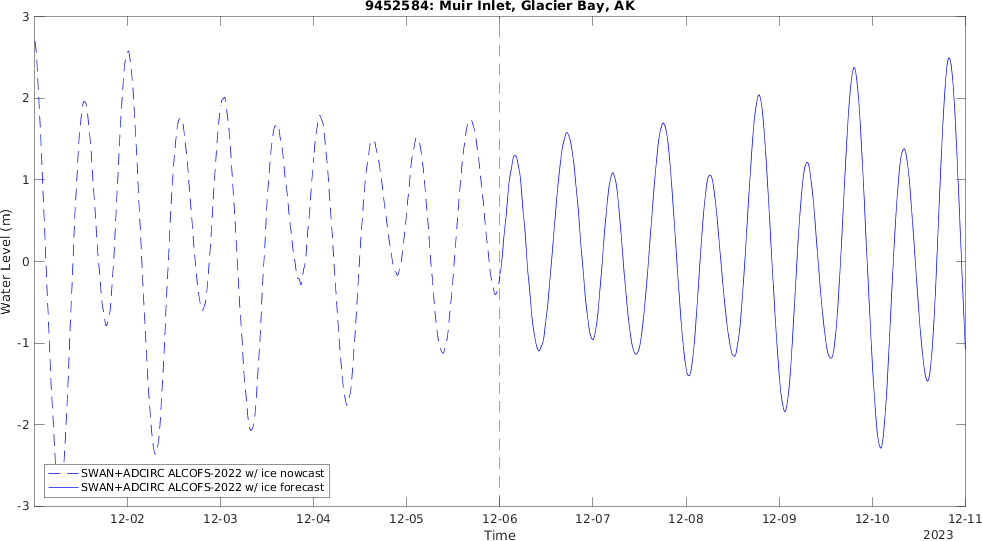 9452584: Muir Inlet, Glacier Bay, AK
3
2
1
0
-1
-2
-3
Water Level (m)
SWAN+ADCIRC ALCOFS-2022 w/ ice nowcast
SWAN+ADCIRC ALCOFS-2022 w/ ice forecast
12-02 12-03 12-04 12-05 12-06 12-07 12-08 12-09 12-10 12-11
Time
2023